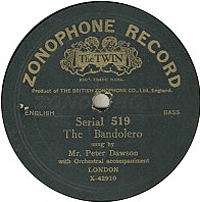 ZONOPHONE RECORD
The TWIN
Product of THE BRITISH ZONOPHONE CO., Ltd., England.
ENGLISH
BASS
Serial 519
The Bandolero
sung by
Mr. Peter Dawson
with Orchestral accompaniment
LONDON
X-42910